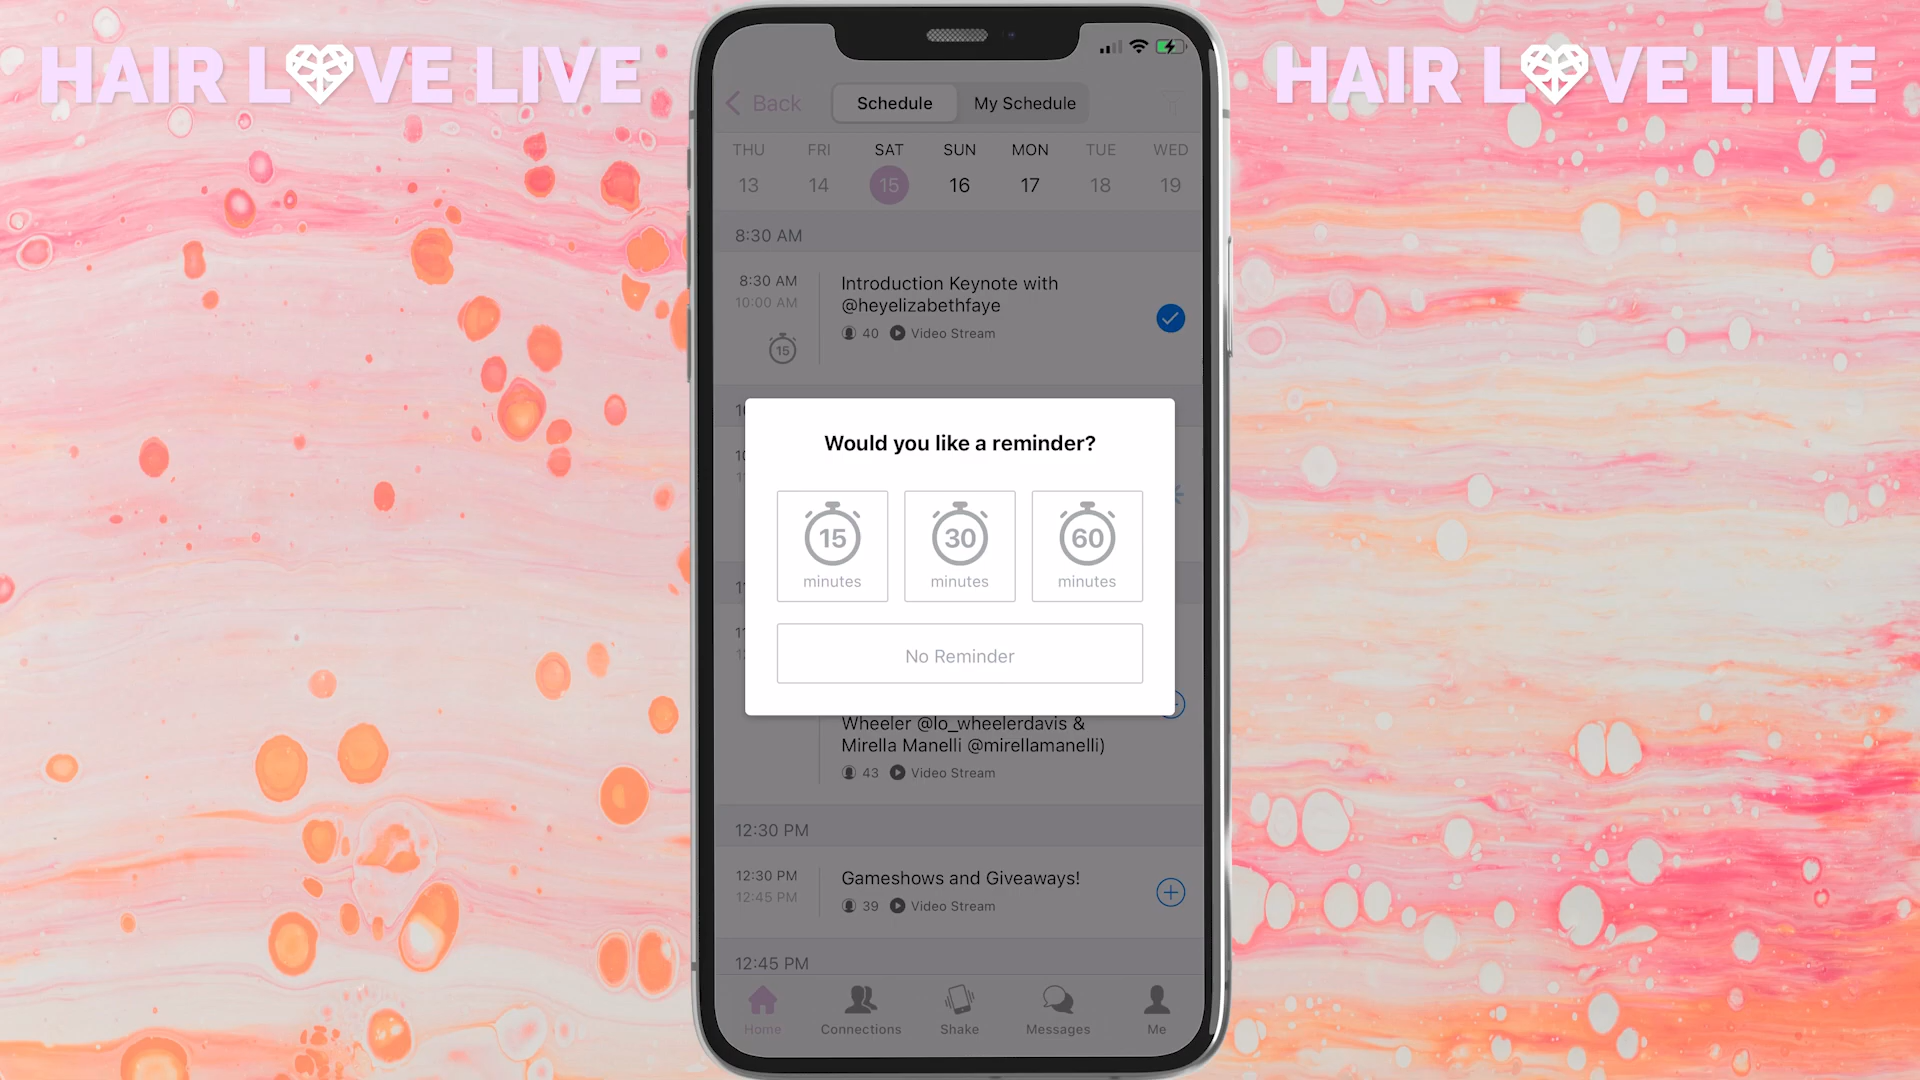 HAIR LOVE LIVE
HAIR LOVE LIVE
Back
Schedule
My Schedule
THU FRI SAT SUN MON TUE WED
13 14 15 16 17 18 19
8:30 AM
8:30 AM
10:00 AM
15
Introduction Keynote with
@heyelizabethfaye
40 Video Stream
Would you like a reminder?
15 30 60
minutes minutes minutes
No Reminder
Wheeler @lo_wheelerdavis &
Mirella Manelli @mirellamanelli)
43 Video Stream
12:30 PM
12:30 PM
12:45 PM
Gameshows and Giveaways!
39 Video Stream
12:45 PM
Home Connections Shake Messages Me